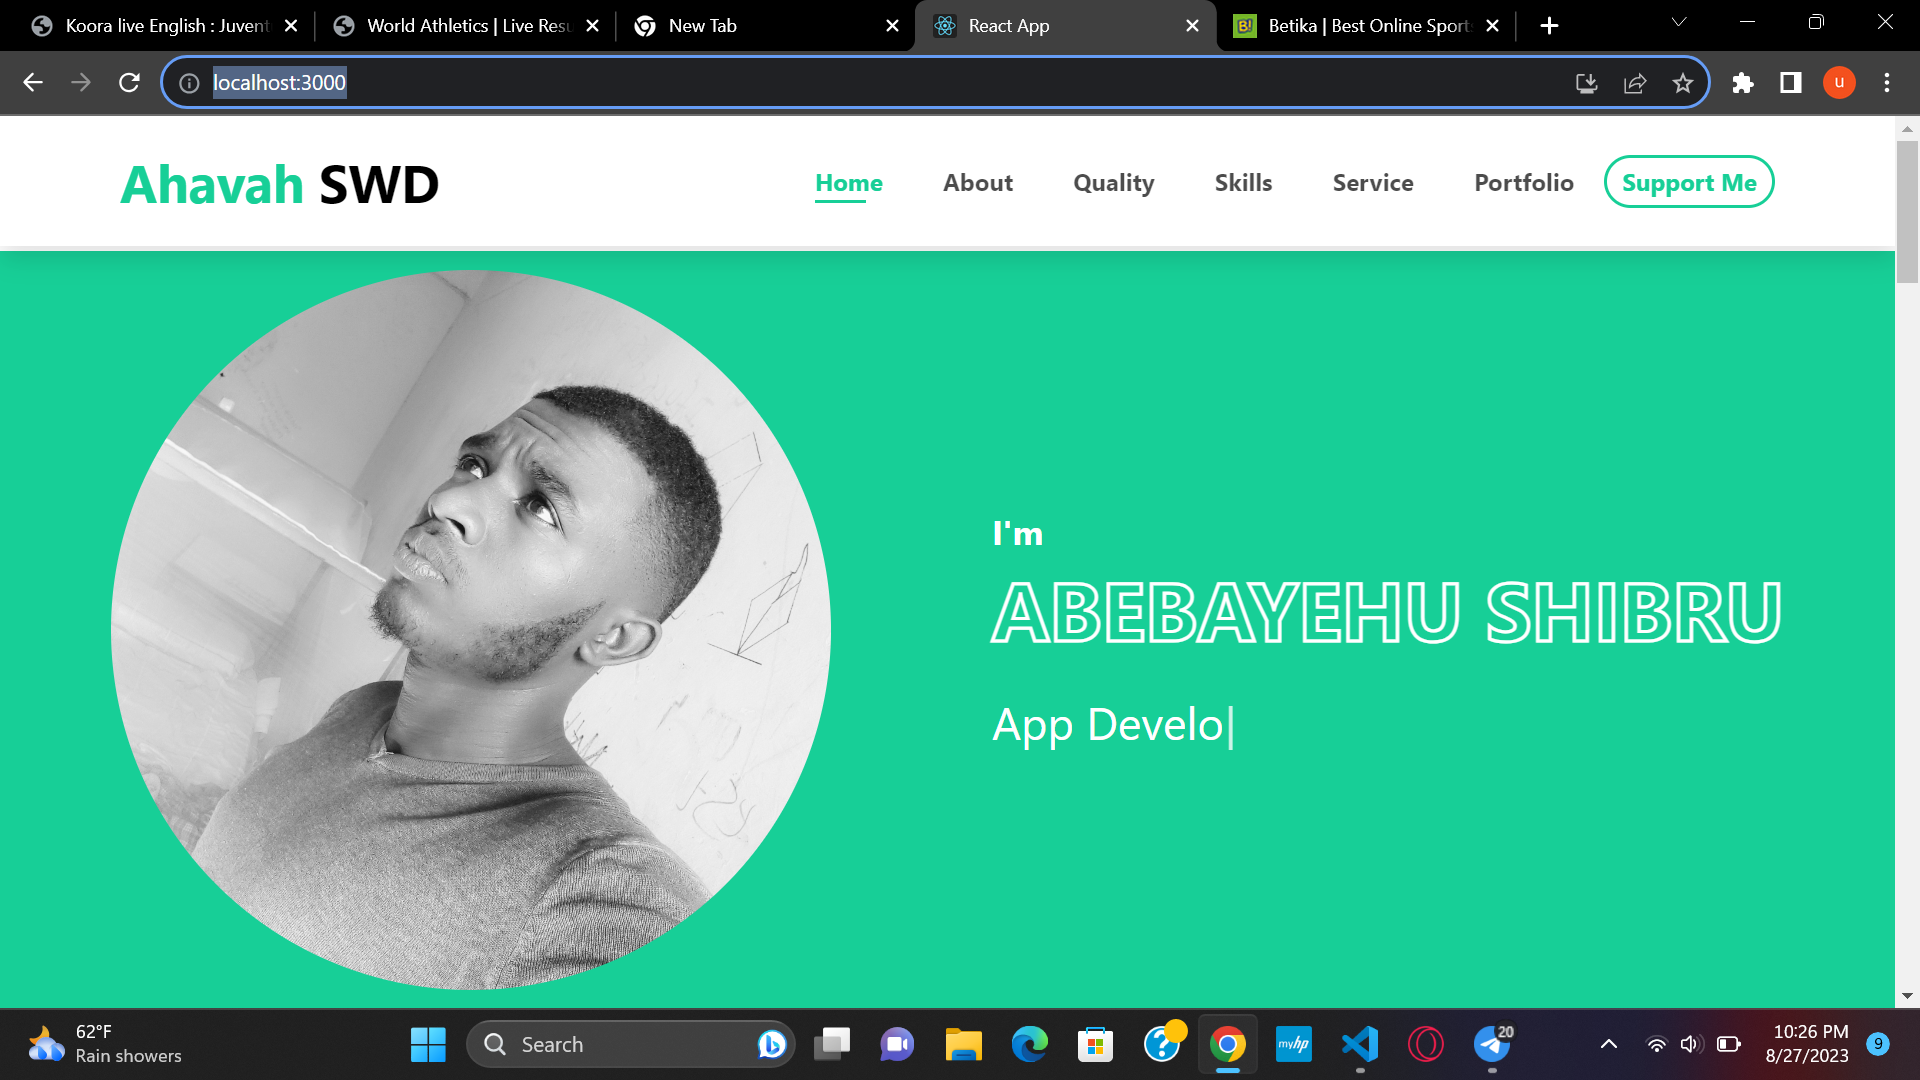 Koora live English : Juvent
World Athletics | Live Resu
New Tab
React App
Betika | Best Online Sport
localhost:3000
u
Ahavah SWD
Home
About
Quality
Skills
Service
Portfolio
Support Me
I'm
ABEBAYEHU SHIBRU
App Develo|
62°F
Rain showers
Search
myhp
20
10:26 PM
8/27/2023
9